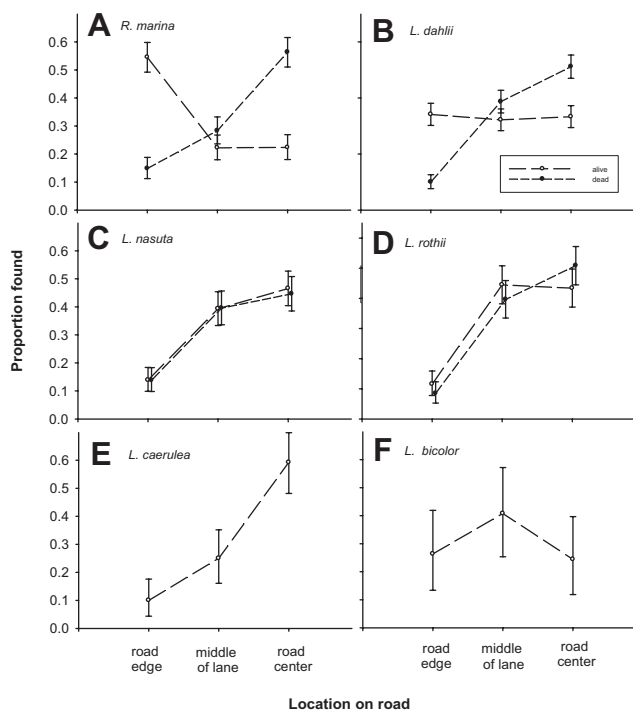 A
R. marina
B
L. dahlii
0.6
0.5
0.4
0.3
0.2
0.1
0.0
alive
dead
C
L. nasuta
D
L. rothii
0.6
0.5
0.4
0.3
0.2
0.1
0.0
Proportion found
E
L. caerulea
F
L. bicolor
0.6
0.5
0.4
0.3
0.2
0.1
0.0
road
edge
middle
of lane
road
center
road
edge
middle
of lane
road
center
Location on road